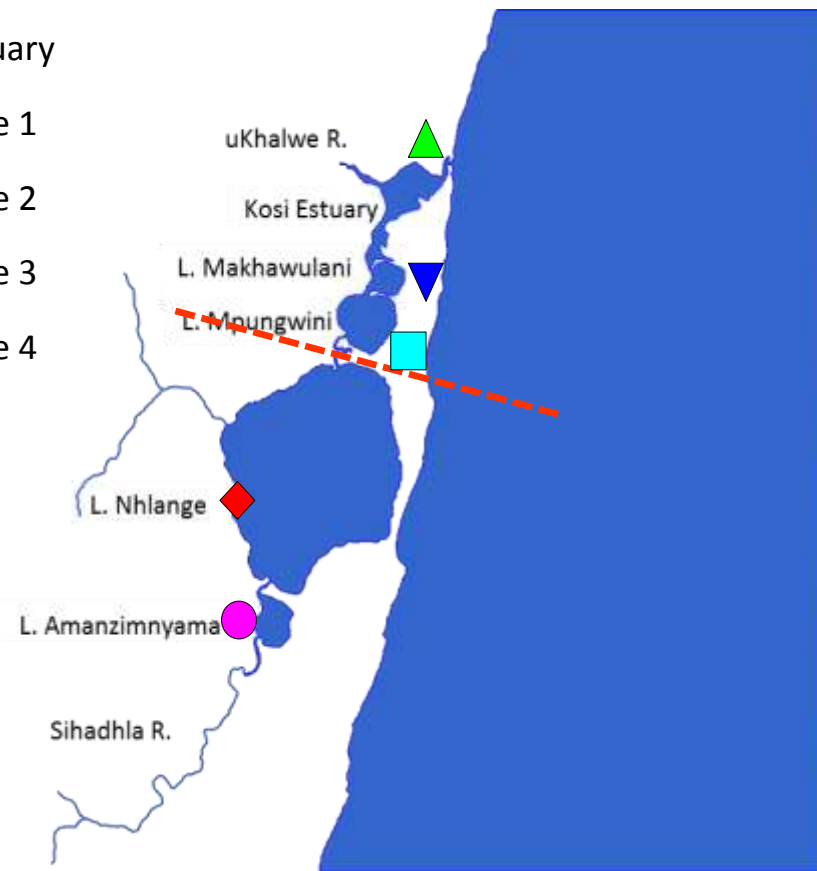 uary
e 1
uKhalwe R.
e 2
Kosi Estuary
L. Makhawulani
e 3
L. Mpungwini
e 4
L. Nhlange
L. Amanzimnyama
Sihadhla R.